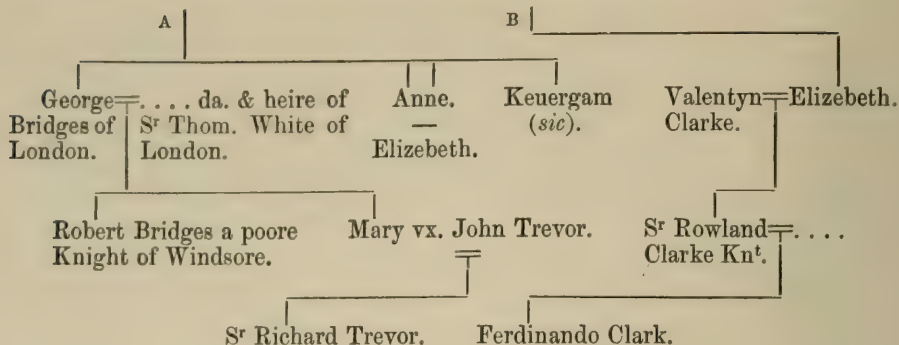 A
B
George . . . . da. & heire of Anne. Keuergam Valentyn Elizebeth.
Bridges of Sʳ Thom. White of — (sic). Clarke.
London. London. Elizebeth.
Robert Bridges a poore Mary vx. John Trevor. Sʳ Rowland . . . .
Knight of Windsore. Clarke Knᵗ.
Sʳ Richard Trevor. Ferdinando Clark.